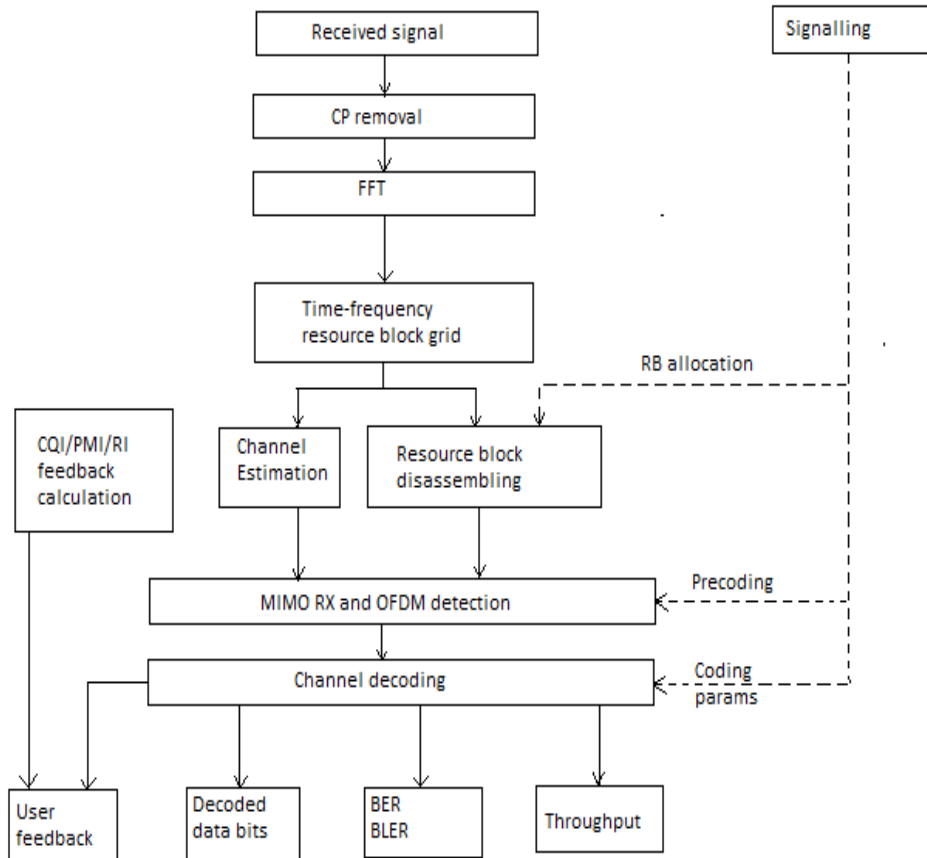 Received signal
Signalling
CP removal
FFT
Time-frequency
resource block grid
RB allocation
CQI/PMI/RI
feedback
calculation
Channel
Estimation
Resource block
disassembling
Precoding
MIMO RX and OFDM detection
Channel decoding
Coding
params
User
feedback
Decoded
data bits
BER
BLER
Throughput